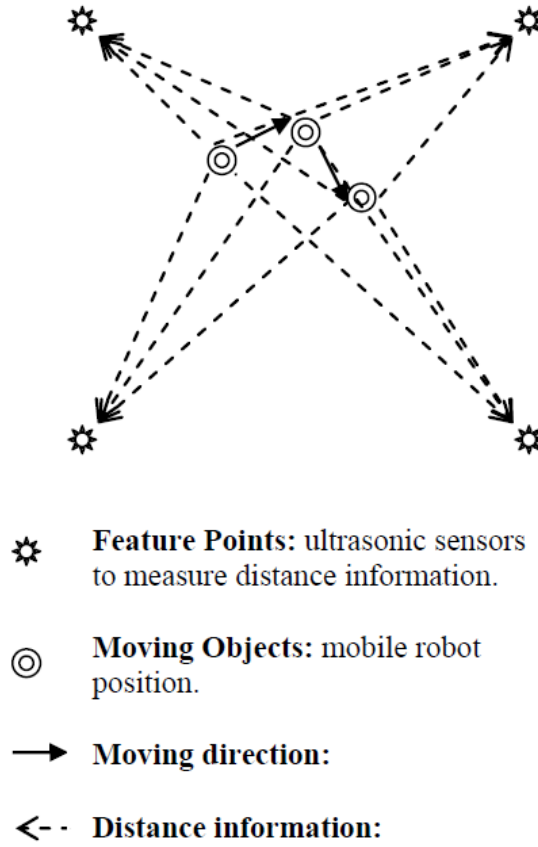 Feature Points: ultrasonic sensors
to measure distance information.
Moving Objects: mobile robot
position.
Moving direction:
Distance information: